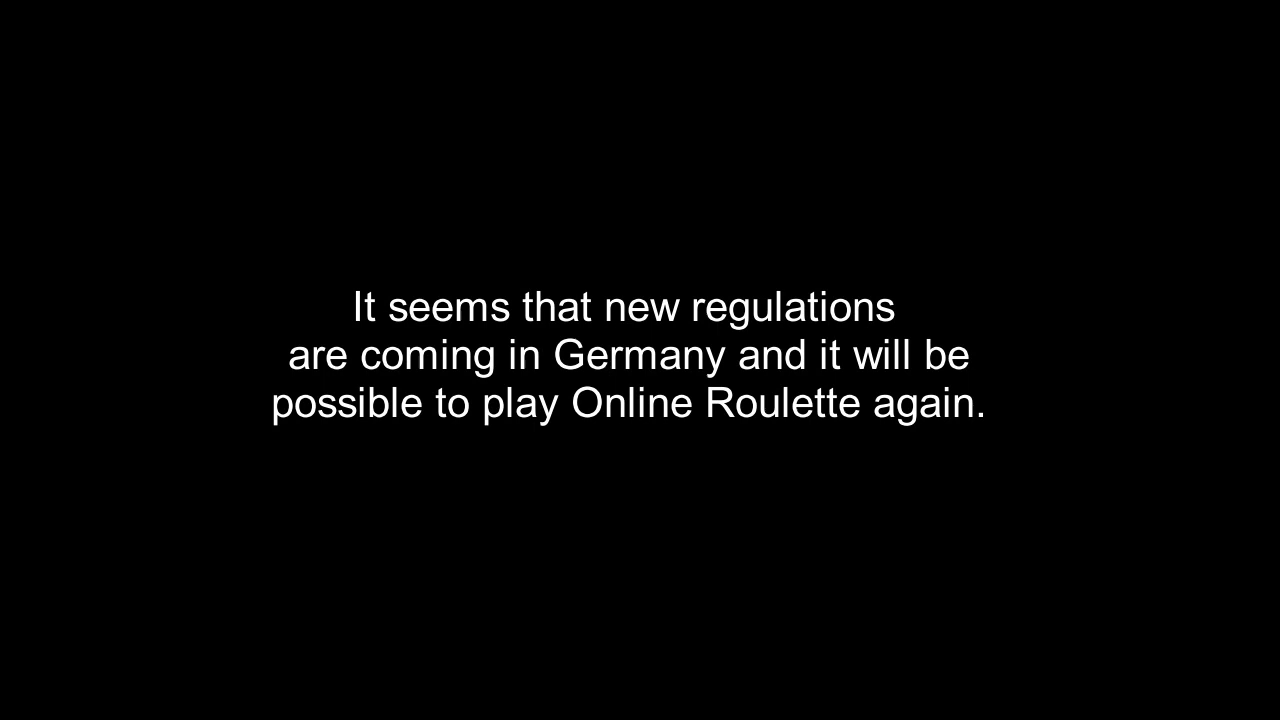 It seems that new regulations
are coming in Germany and it will be
possible to play Online Roulette again.